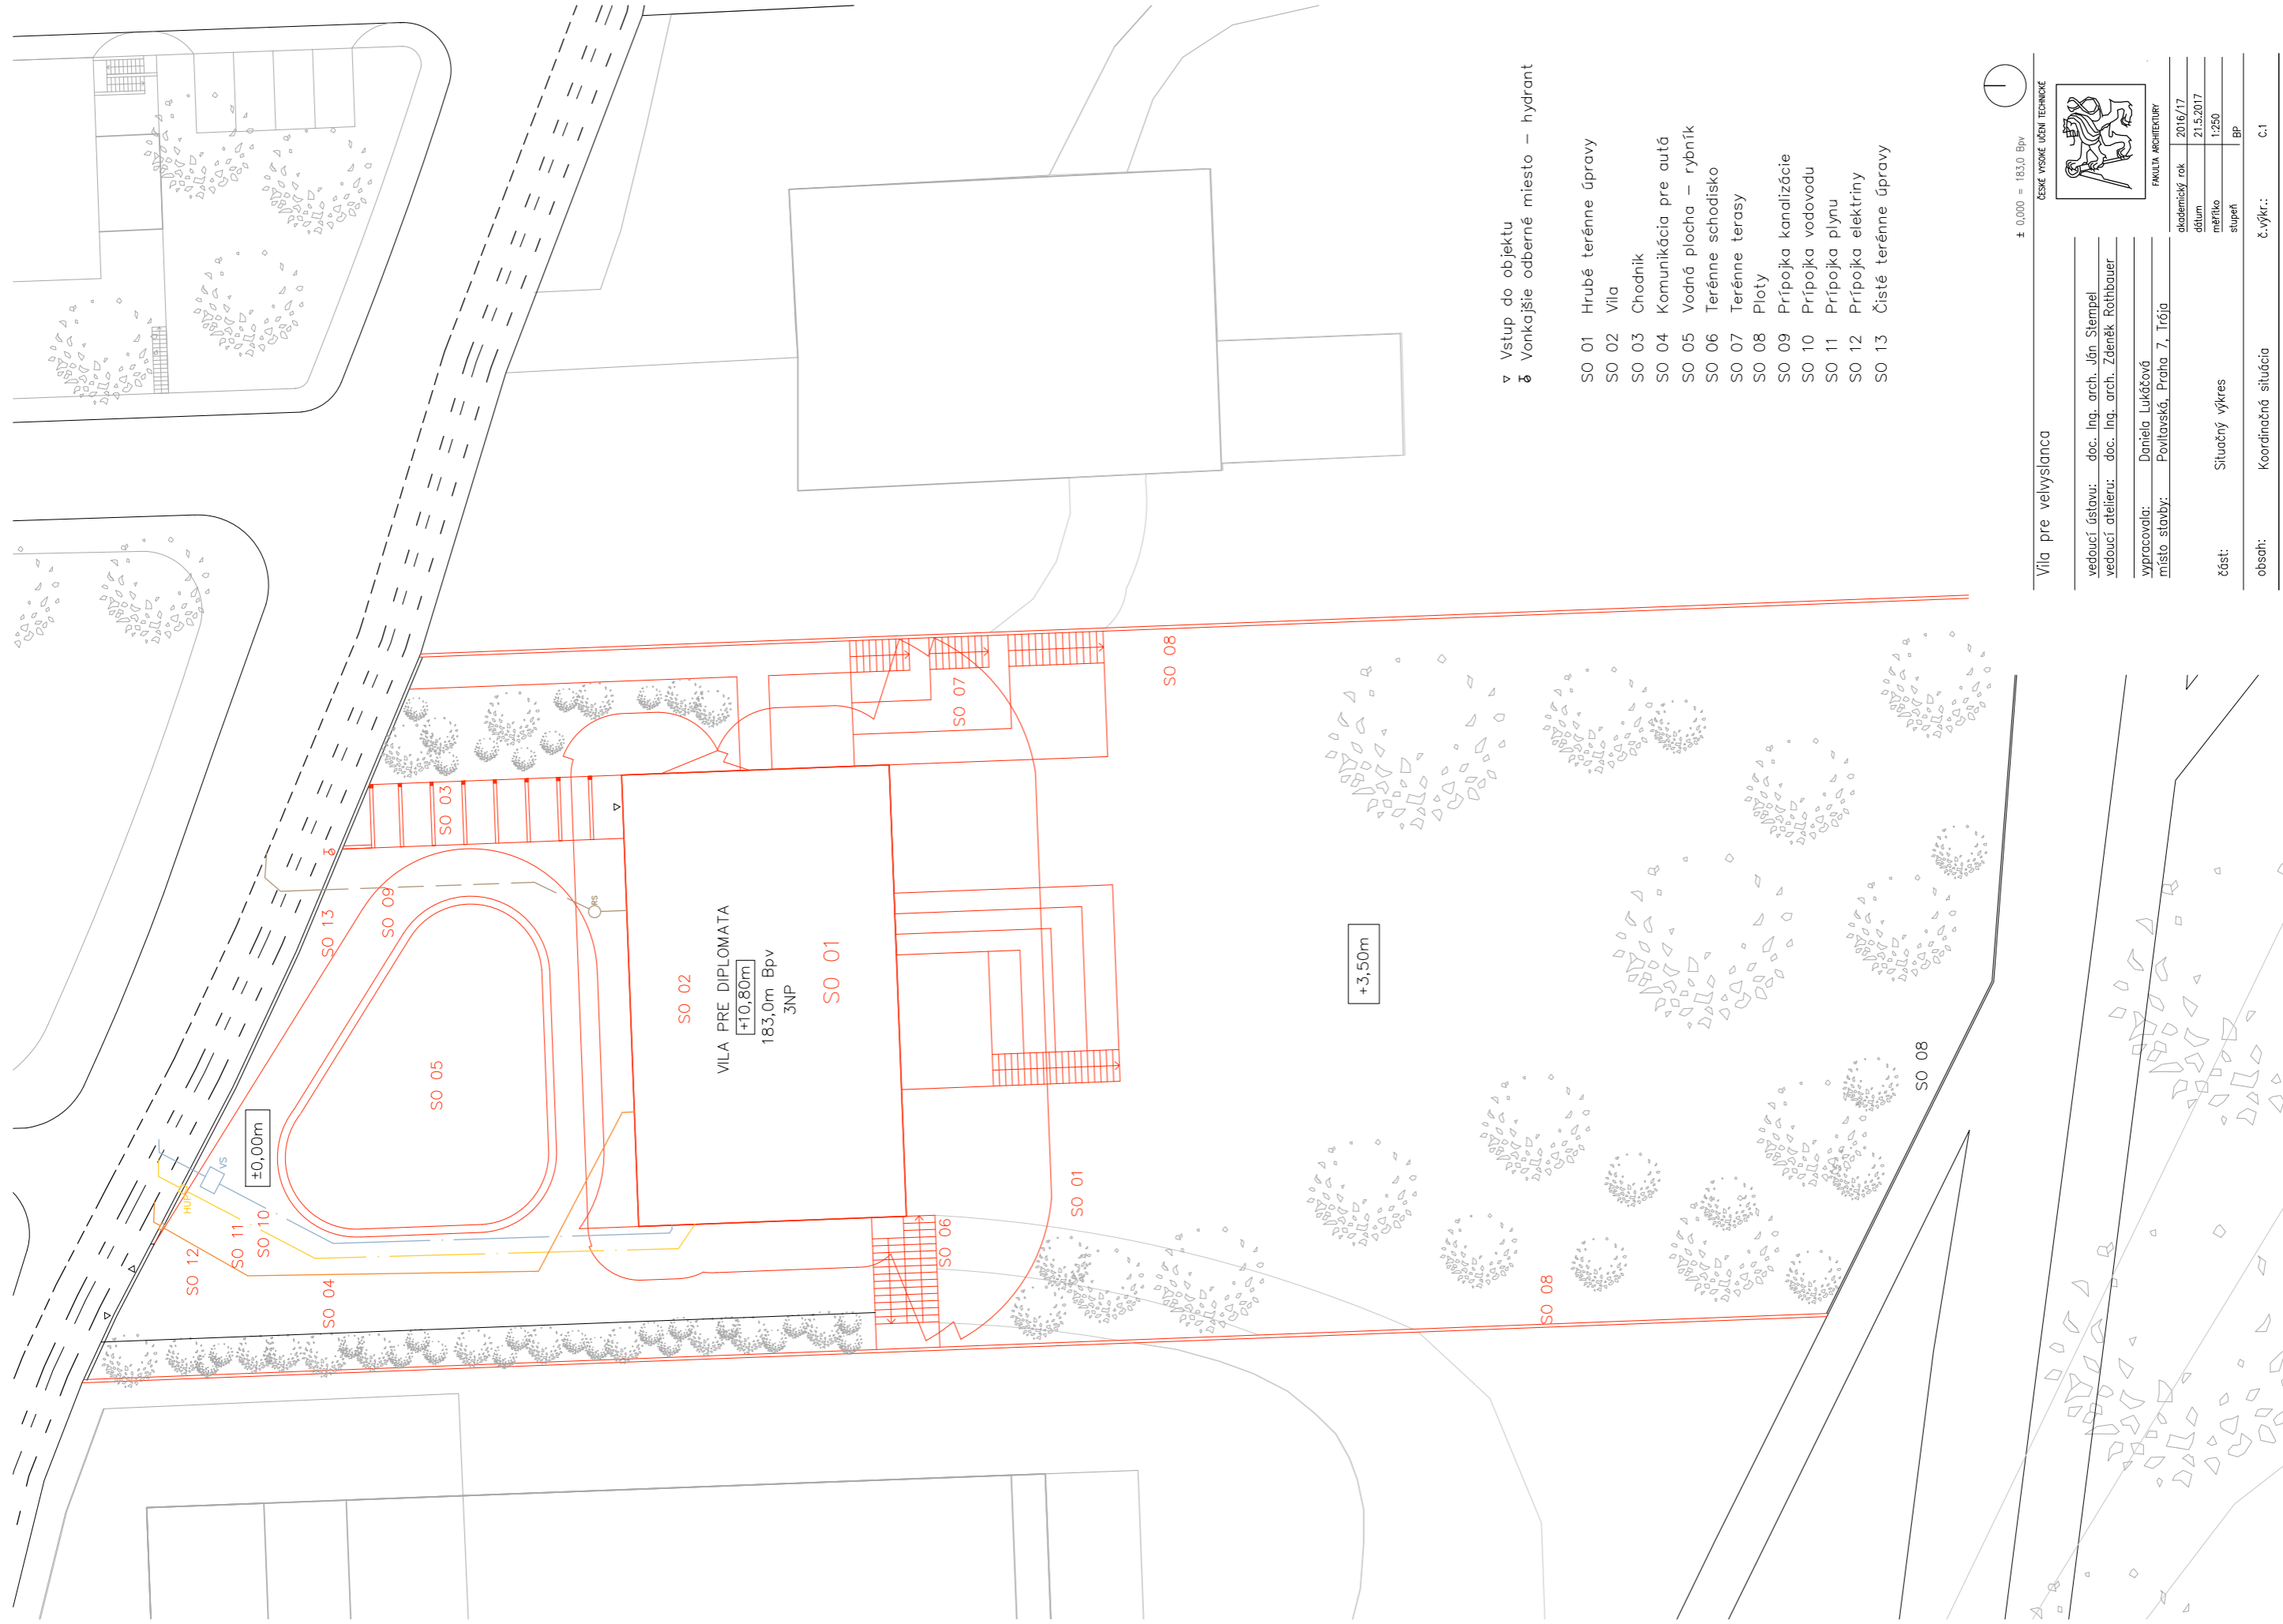 ▽ Vstup do objektu
Vonkajšie odberné miesto – hydrant
SO 01 Hrubé terénne úpravy
SO 02 Vila
SO 03 Chodník
SO 04 Komunikácia pre autá
SO 05 Vodná plocha – rybník
SO 06 Terénne schodisko
SO 07 Terénne terasy
SO 08 Ploty
SO 09 Prípojka kanalizácie
SO 10 Prípojka vodovodu
SO 11 Prípojka plynu
SO 12 Prípojka elektriny
SO 13 Čisté terénne úpravy
SO 12
SO 11
SO 10
SO 04
HUP
VS
±0,00m
SO 13
SO 09
SO 03
SO 05
RS
SO 02
VILA PRE DIPLOMATA
+10,80m
183,0m Bpv
3NP
SO 01
SO 06
SO 07
SO 01
SO 08
+3,50m
SO 08
SO 08
± 0,000 = 183,0 Bpv
Vila pre velvyslanca
ČESKÉ VYSOKÉ UČENÍ TECHNICKÉ
FAKULTA ARCHITEKTURY
vedoucí ústavu: doc. Ing. arch. Ján Stempel
vedoucí atelieru: doc. Ing. arch. Zdeněk Rothbauer
vypracovala: Daniela Lukáčová
místo stavby: Povltavská, Praha 7, Trója
akademický rok 2016/17
dátum 21.5.2017
měřítko 1:250
stupeň BP
část: Situačný výkres
obsah: Koordinačná situácia
č.výkr.: C.1